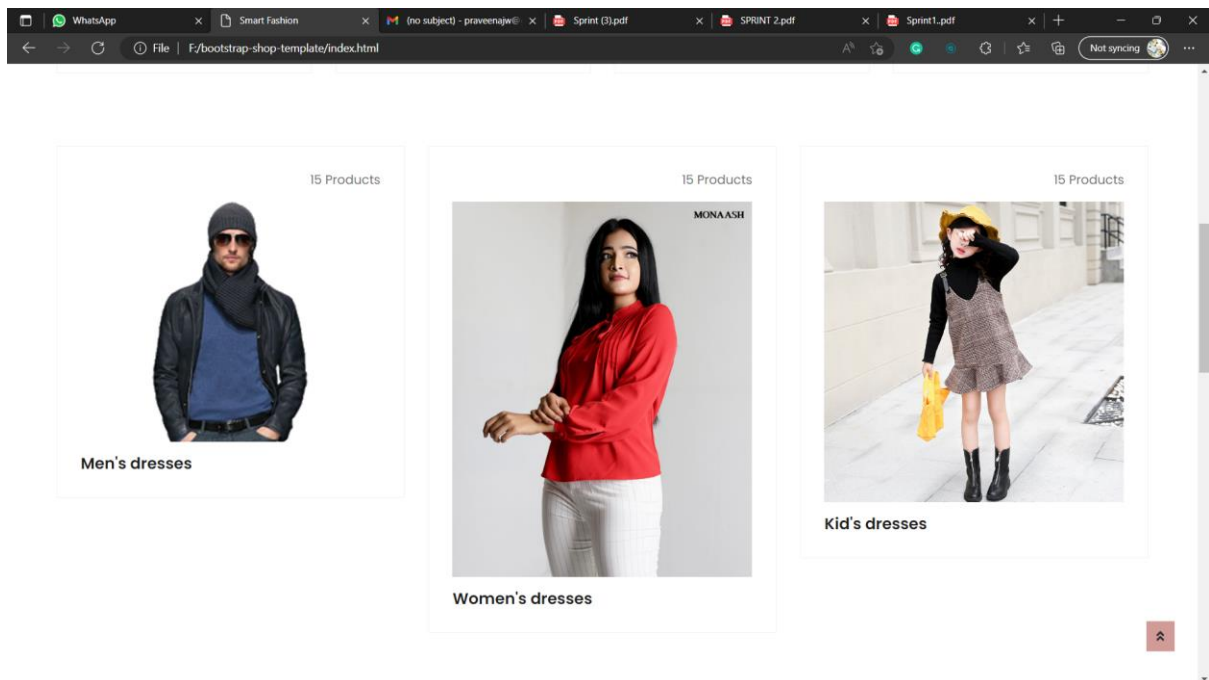 WhatsApp
Smart Fashion
(no subject) - praveenajw@
Sprint (3).pdf
SPRINT 2.pdf
Sprint1..pdf
File
F:/bootstrap-shop-template/index.html
Not syncing
15 Products
Men's dresses
15 Products
MONAASH
Women's dresses
15 Products
Kid's dresses